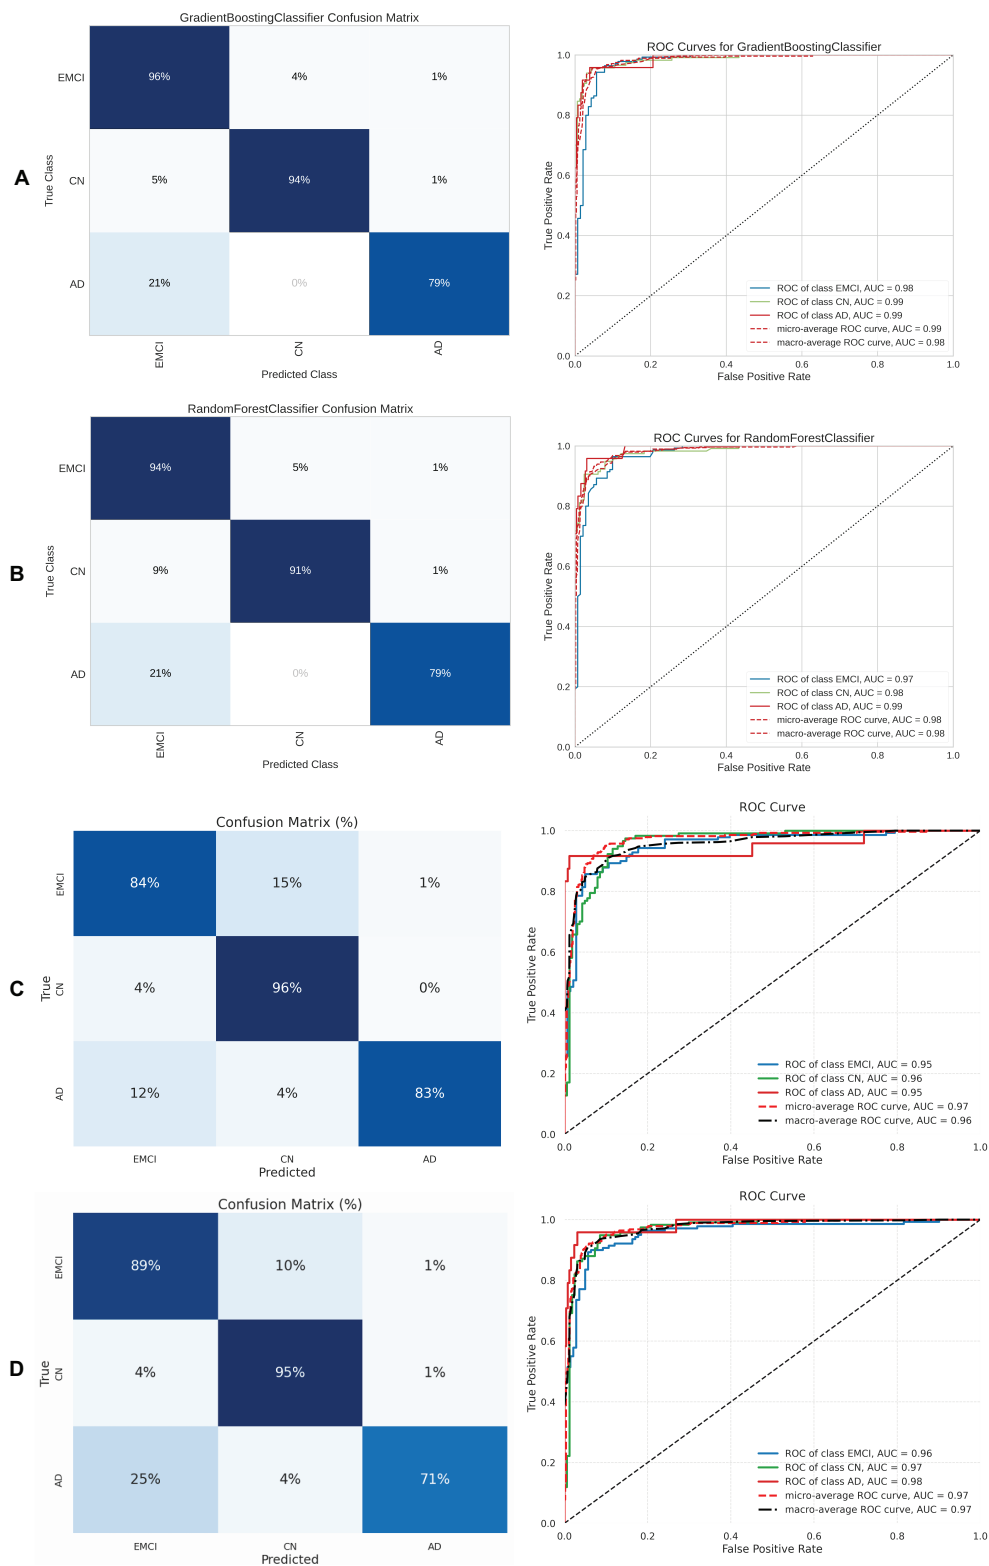 A
GradientBoostingClassifier Confusion Matrix
True Class
EMCI
96%
4%
1%
CN
5%
94%
1%
AD
21%
0%
79%
EMCI
CN
AD
Predicted Class
ROC Curves for GradientBoostingClassifier
True Positive Rate
1.0
0.8
0.6
0.4
0.2
0.0
ROC of class EMCI, AUC = 0.98
ROC of class CN, AUC = 0.99
ROC of class AD, AUC = 0.99
micro-average ROC curve, AUC = 0.99
macro-average ROC curve, AUC = 0.98
0.0
0.2
0.4
0.6
0.8
1.0
False Positive Rate
B
RandomForestClassifier Confusion Matrix
True Class
EMCI
94%
5%
1%
CN
9%
91%
1%
AD
21%
0%
79%
EMCI
CN
AD
Predicted Class
ROC Curves for RandomForestClassifier
True Positive Rate
1.0
0.8
0.6
0.4
0.2
0.0
ROC of class EMCI, AUC = 0.97
ROC of class CN, AUC = 0.98
ROC of class AD, AUC = 0.99
micro-average ROC curve, AUC = 0.98
macro-average ROC curve, AUC = 0.98
0.0
0.2
0.4
0.6
0.8
1.0
False Positive Rate
C
Confusion Matrix (%)
True
EMCI
84%
15%
1%
CN
4%
96%
0%
AD
12%
4%
83%
EMCI
CN
AD
Predicted
ROC Curve
True Positive Rate
1.0
0.8
0.6
0.4
0.2
0.0
ROC of class EMCI, AUC = 0.95
ROC of class CN, AUC = 0.96
ROC of class AD, AUC = 0.95
micro-average ROC curve, AUC = 0.97
macro-average ROC curve, AUC = 0.96
0.0
0.2
0.4
0.6
0.8
1.0
False Positive Rate
D
Confusion Matrix (%)
True
EMCI
89%
10%
1%
CN
4%
95%
1%
AD
25%
4%
71%
EMCI
CN
AD
Predicted
ROC Curve
True Positive Rate
1.0
0.8
0.6
0.4
0.2
0.0
ROC of class EMCI, AUC = 0.96
ROC of class CN, AUC = 0.97
ROC of class AD, AUC = 0.98
micro-average ROC curve, AUC = 0.97
macro-average ROC curve, AUC = 0.97
0.0
0.2
0.4
0.6
0.8
1.0
False Positive Rate